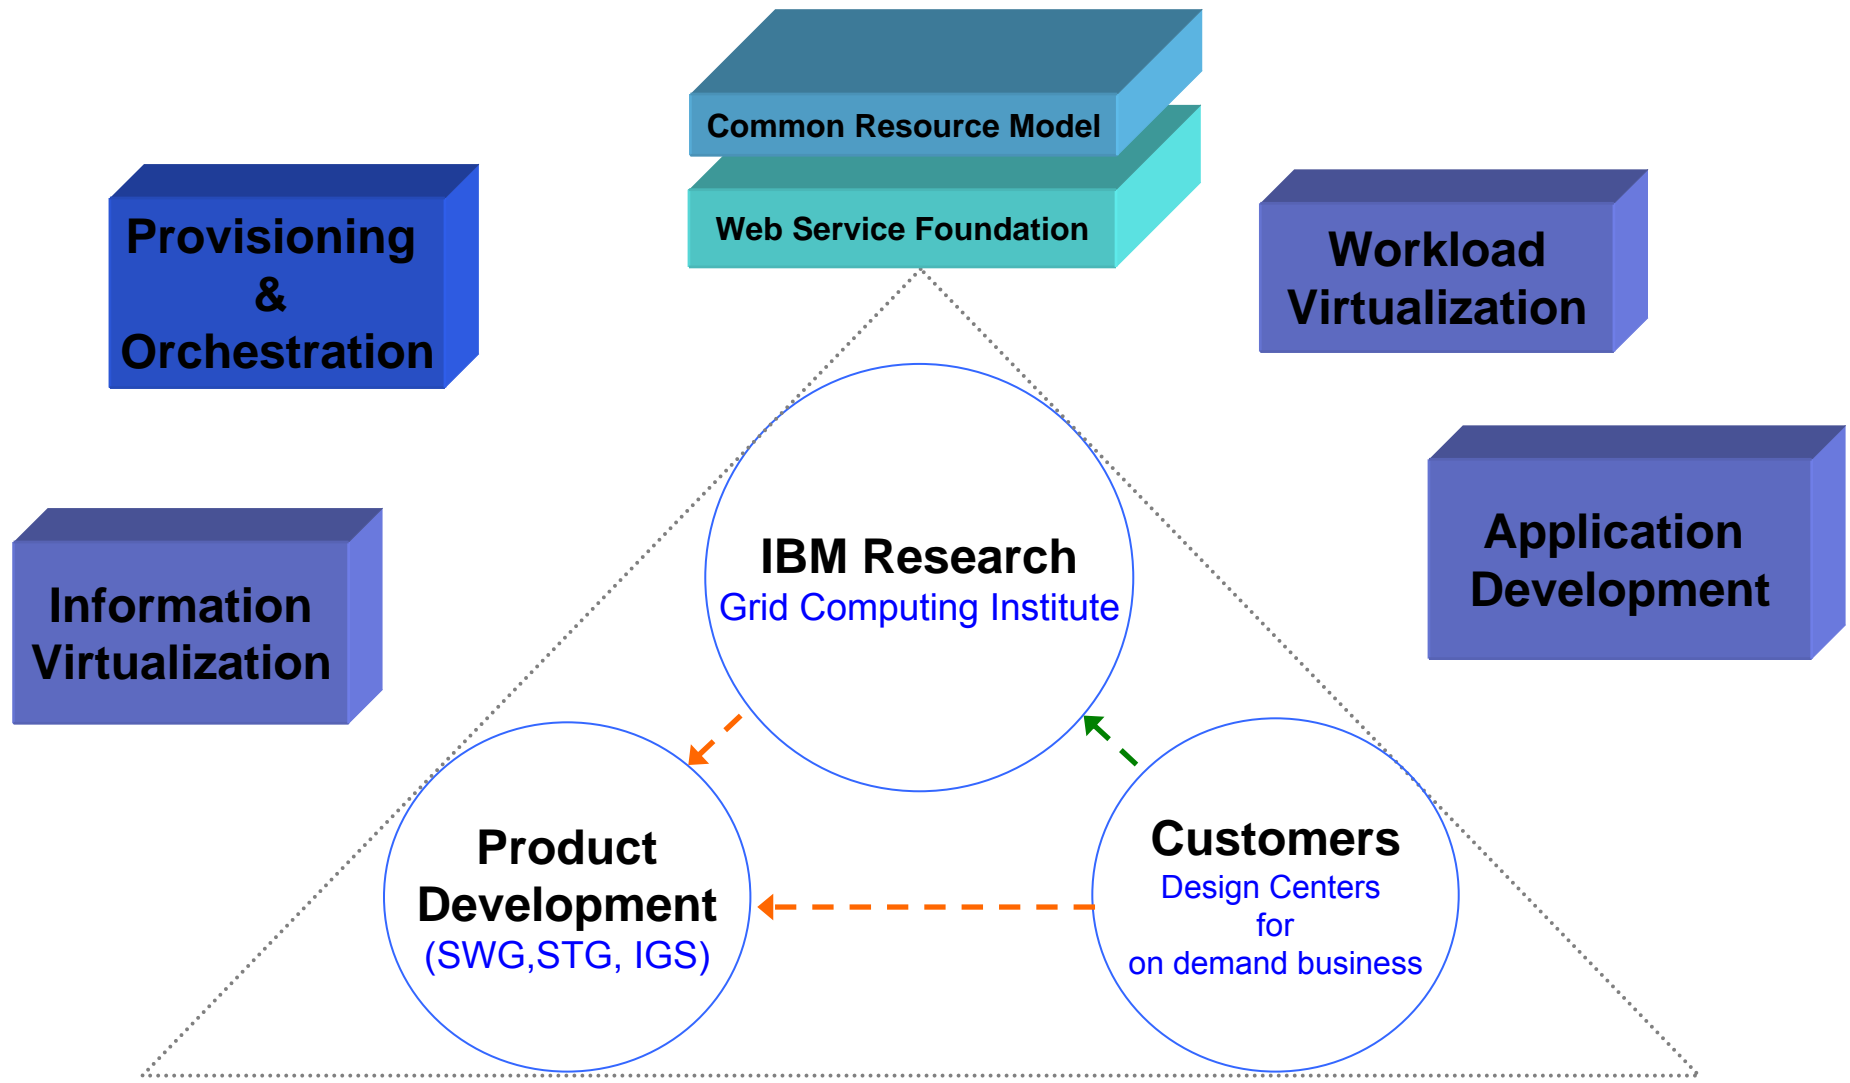 Common Resource Model
Web Service Foundation
Provisioning
&
Orchestration
Workload
Virtualization
Information
Virtualization
Application
Development
IBM Research
Grid Computing Institute
Product
Development
(SWG,STG, IGS)
Customers
Design Centers
for
on demand business